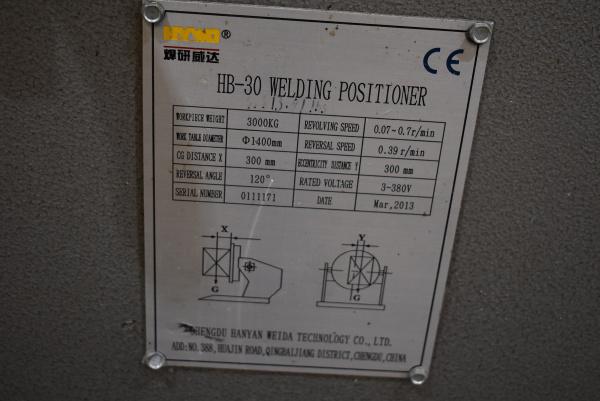 ®
焊研威达
CE
HB-30 WELDING POSITIONER
WORKPIECE WEIGHT 3000KG REVOLVING SPEED 0.07-0.7r/min
WORK TABLE DIAMETER Φ1400mm REVERSAL SPEED 0.39r/min
CG DISTANCE X 300 mm ECCENTRICITY DISTANCE Y 300 mm
REVERSAL ANGLE 120° RATED VOLTAGE 3-380V
SERIAL NUMBER 0111171 DATE Mar,2013
X Y
G G
CHENGDU HANYAN WEIDA TECHNOLOGY CO., LTD.
ADD:NO.388, HUAJIN ROAD,QINGBAIJIANG DISTRICT,CHENGDU,CHINA